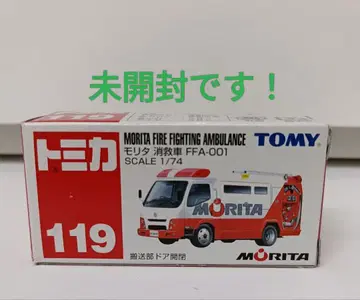 未開封です！
トミカ
119
MORITA FIRE FIGHTING AMBULANCE
モリタ 消救車 FFA-001
SCALE 1/74
TOMY
MORITA
搬送部ドア開閉
MORITA